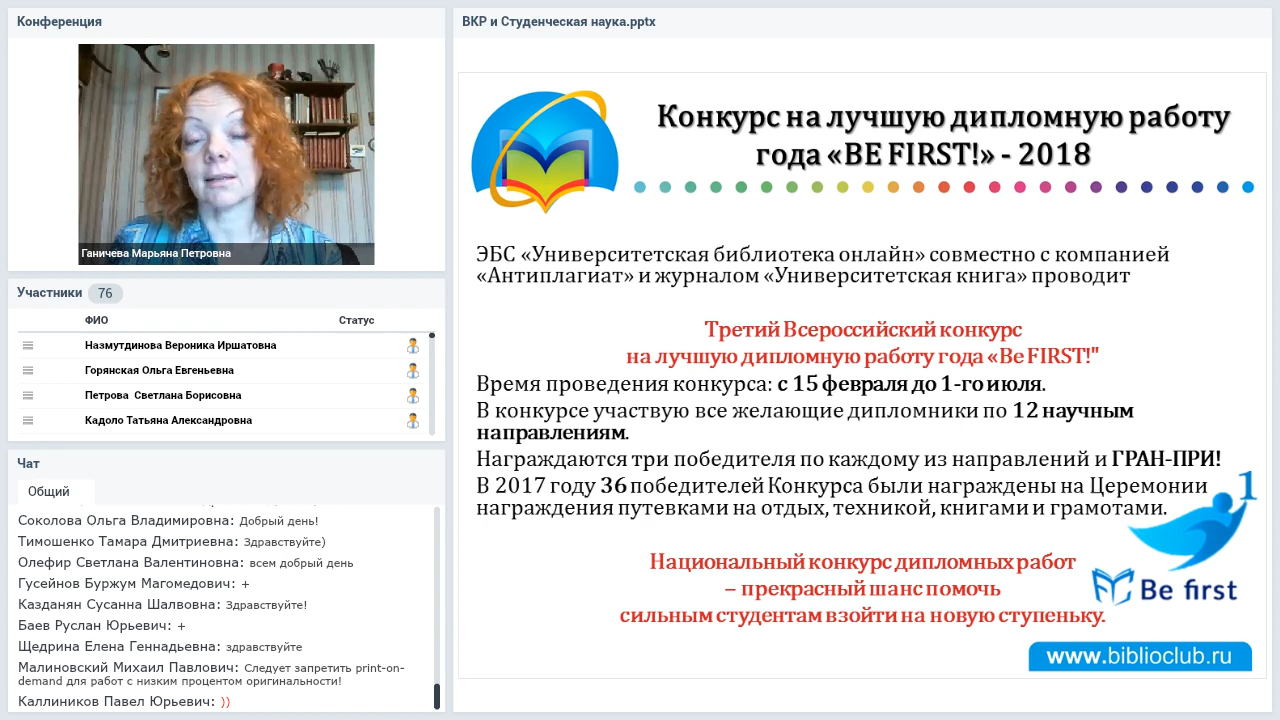 Конференция
Ганичева Марьяна Петровна
Участники 76
ФИО Статус
Назмутдинова Вероника Иршатовна
Горянская Ольга Евгеньевна
Петрова Светлана Борисовна
Кадоло Татьяна Александровна
Чат
Общий
Соколова Ольга Владимировна: Добрый день!
Тимошенко Тамара Дмитриевна: Здравствуйте)
Олефир Светлана Валентиновна: всем добрый день
Гусейнов Буржум Магомедович: +
Казданян Сусанна Шалвовна: Здравствуйте!
Баев Руслан Юрьевич: +
Щедрина Елена Геннадьевна: здравствуйте
Малиновский Михаил Павлович: Следует запретить print-on-
demand для работ с низким процентом оригинальности!
Каллиников Павел Юрьевич: ))
ВКР и Студенческая наука.pptx
Конкурс на лучшую дипломную работу
года «BE FIRST!» - 2018
ЭБС «Университетская библиотека онлайн» совместно с компанией
«Антиплагиат» и журналом «Университетская книга» проводит
Третий Всероссийский конкурс
на лучшую дипломную работу года «Be FIRST!"
Время проведения конкурса: с 15 февраля до 1-го июля.
В конкурсе участвую все желающие дипломники по 12 научным
направлениям.
Награждаются три победителя по каждому из направлений и ГРАН-ПРИ!
В 2017 году 36 победителей Конкурса были награждены на Церемонии
награждения путевками на отдых, техникой, книгами и грамотами.
1
Be first
Национальный конкурс дипломных работ
– прекрасный шанс помочь
сильным студентам взойти на новую ступеньку.
www.biblioclub.ru